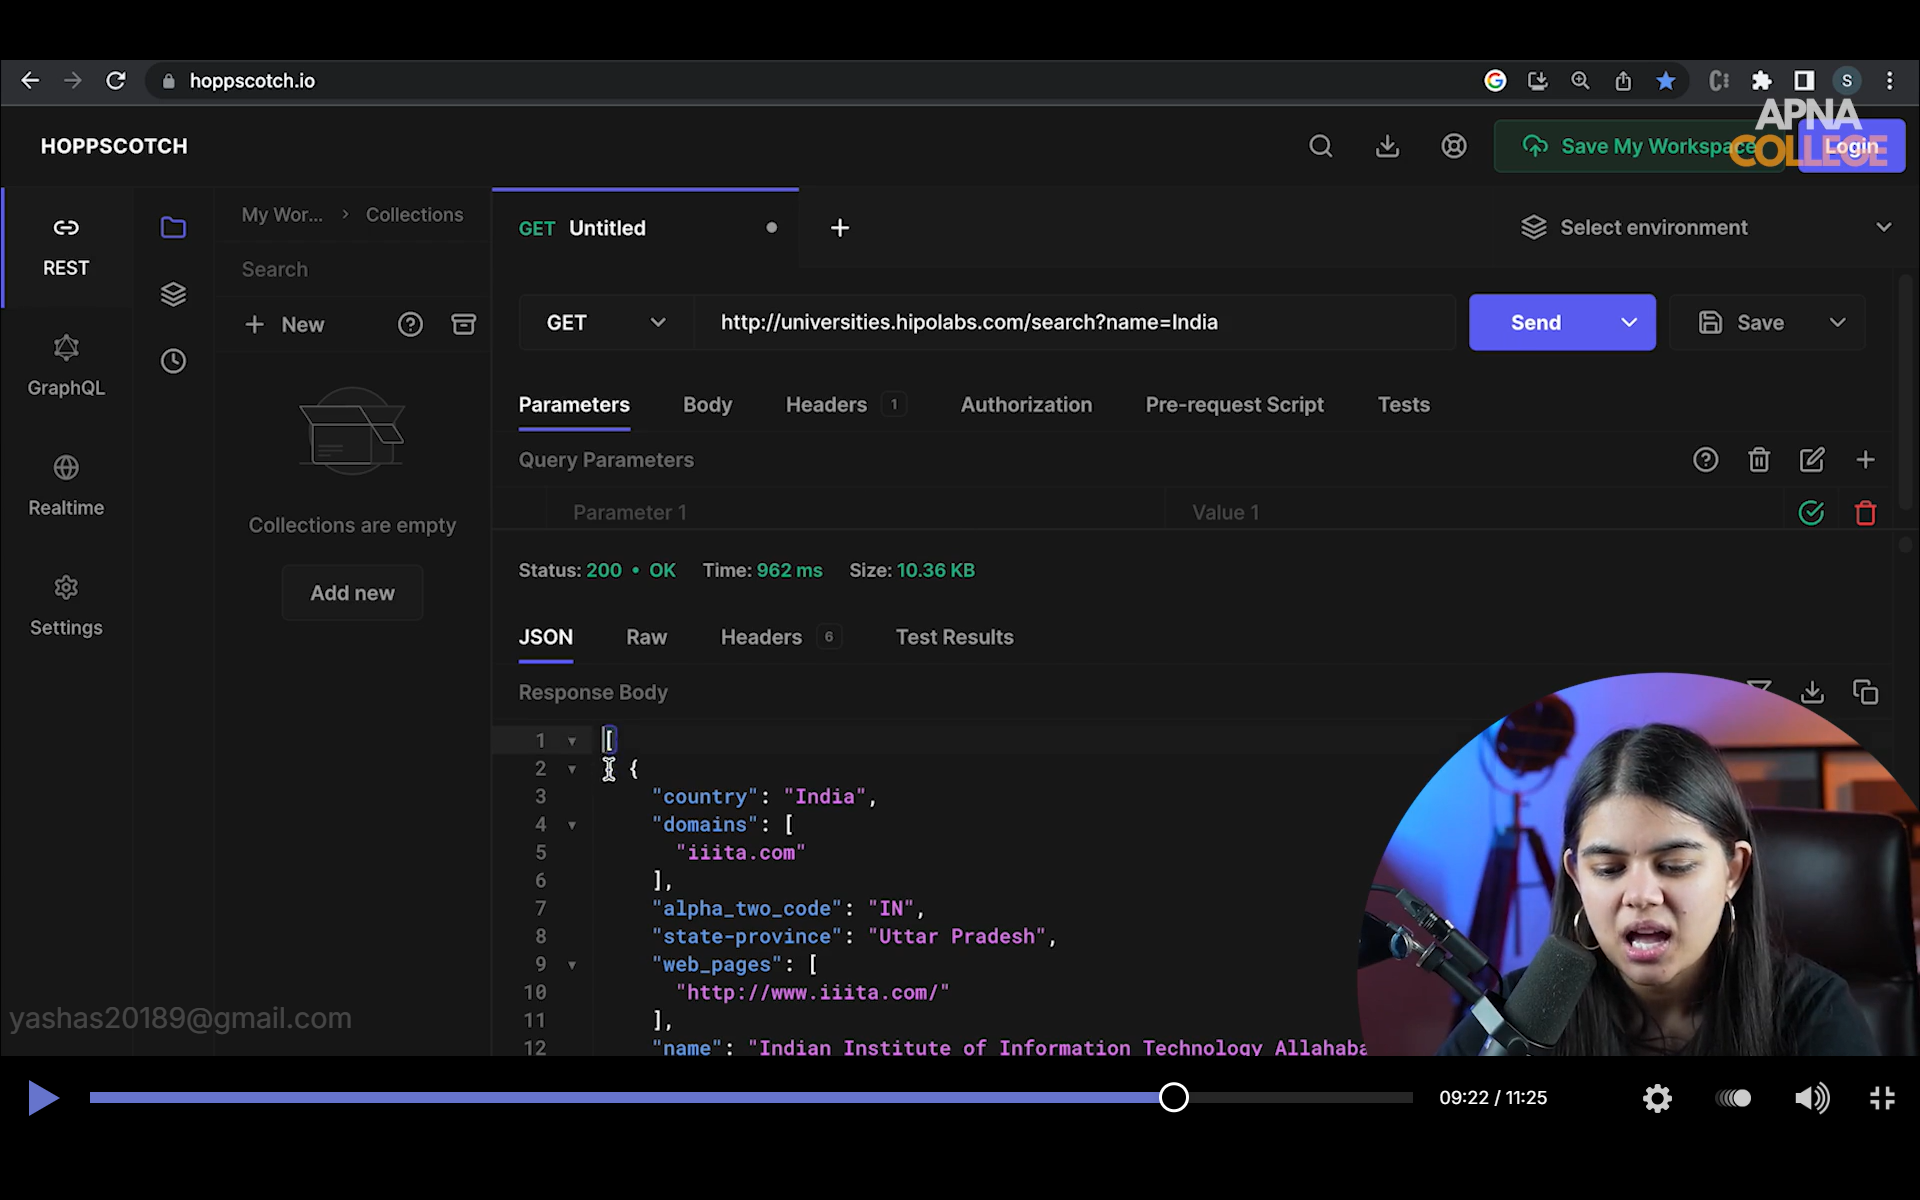 hoppscotch.io
S
APNA
COLLEGE
HOPPSCOTCH
Save My Workspace
Login
REST
GraphQL
Realtime
Settings
My Wor... › Collections
Search
+ New
Collections are empty
Add new
GET Untitled
Select environment
GET
http://universities.hipolabs.com/search?name=India
Send
Save
Parameters Body Headers 1 Authorization Pre-request Script Tests
Query Parameters
Parameter 1 Value 1
Status: 200 • OK Time: 962 ms Size: 10.36 KB
JSON Raw Headers 6 Test Results
Response Body
1 [
2 {
3 "country": "India",
4 "domains": [
5 "iiita.com"
6 ],
7 "alpha_two_code": "IN",
8 "state-province": "Uttar Pradesh",
9 "web_pages": [
10 "http://www.iiita.com/"
11 ],
12 "name": "Indian Institute of Information Technology Allahaba
yashas20189@gmail.com
09:22 / 11:25